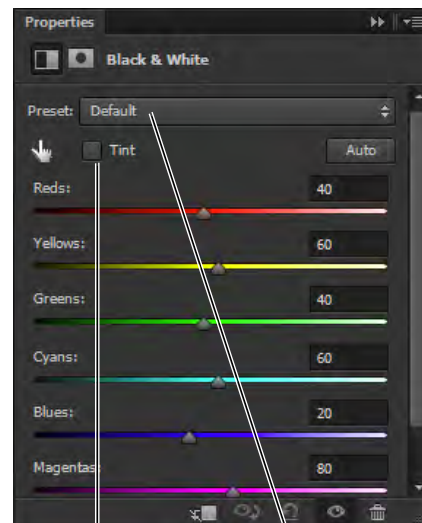 Properties
Black & White
Preset: Default
Tint Auto
Reds: 40
Yellows: 60
Greens: 40
Cyans: 60
Blues: 20
Magentas: 80